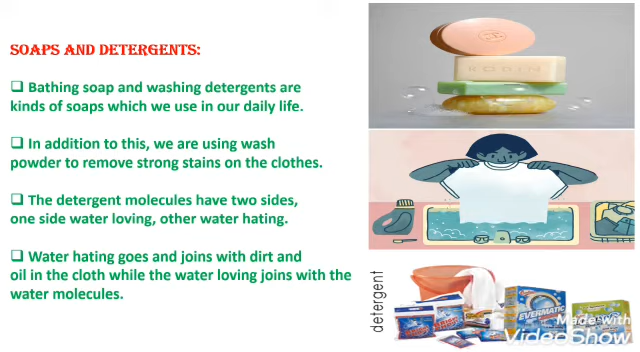 SOAPS AND DETERGENTS:
❑ Bathing soap and washing detergents are
kinds of soaps which we use in our daily life.
❑ In addition to this, we are using wash
powder to remove strong stains on the clothes.
❑ The detergent molecules have two sides,
one side water loving, other water hating.
❑ Water hating goes and joins with dirt and
oil in the cloth while the water loving joins with the
water molecules.
detergent
EVERMATIC
Made with
VideoShow